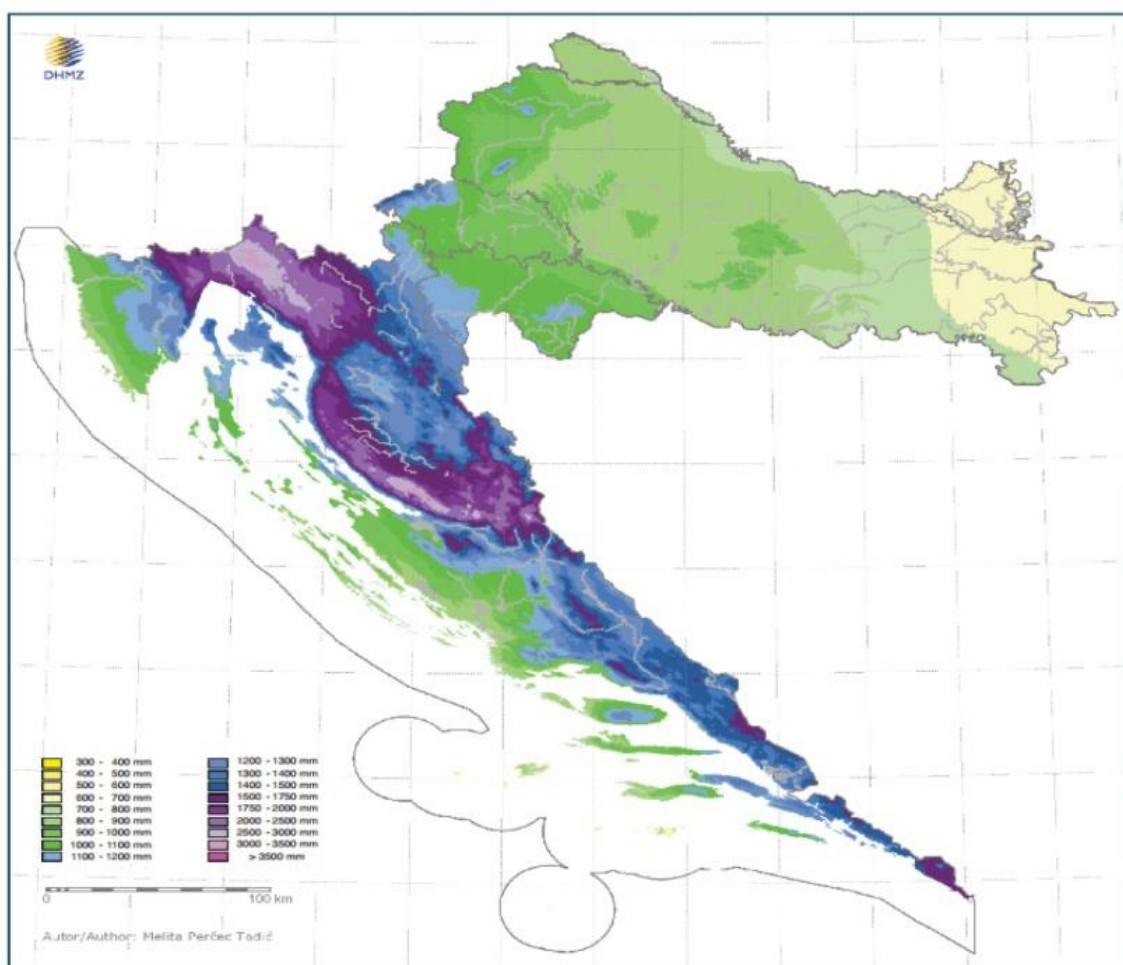 DHMZ
300 - 400 mm
400 - 500 mm
500 - 600 mm
600 - 700 mm
700 - 800 mm
800 - 900 mm
900 - 1000 mm
1000 - 1100 mm
1100 - 1200 mm
1200 - 1300 mm
1300 - 1400 mm
1400 - 1500 mm
1500 - 1750 mm
1750 - 2000 mm
2000 - 2500 mm
2500 - 3000 mm
3000 - 3500 mm
> 3500 mm
0 100 km
Autor/Author: Melita Perčec Tadić